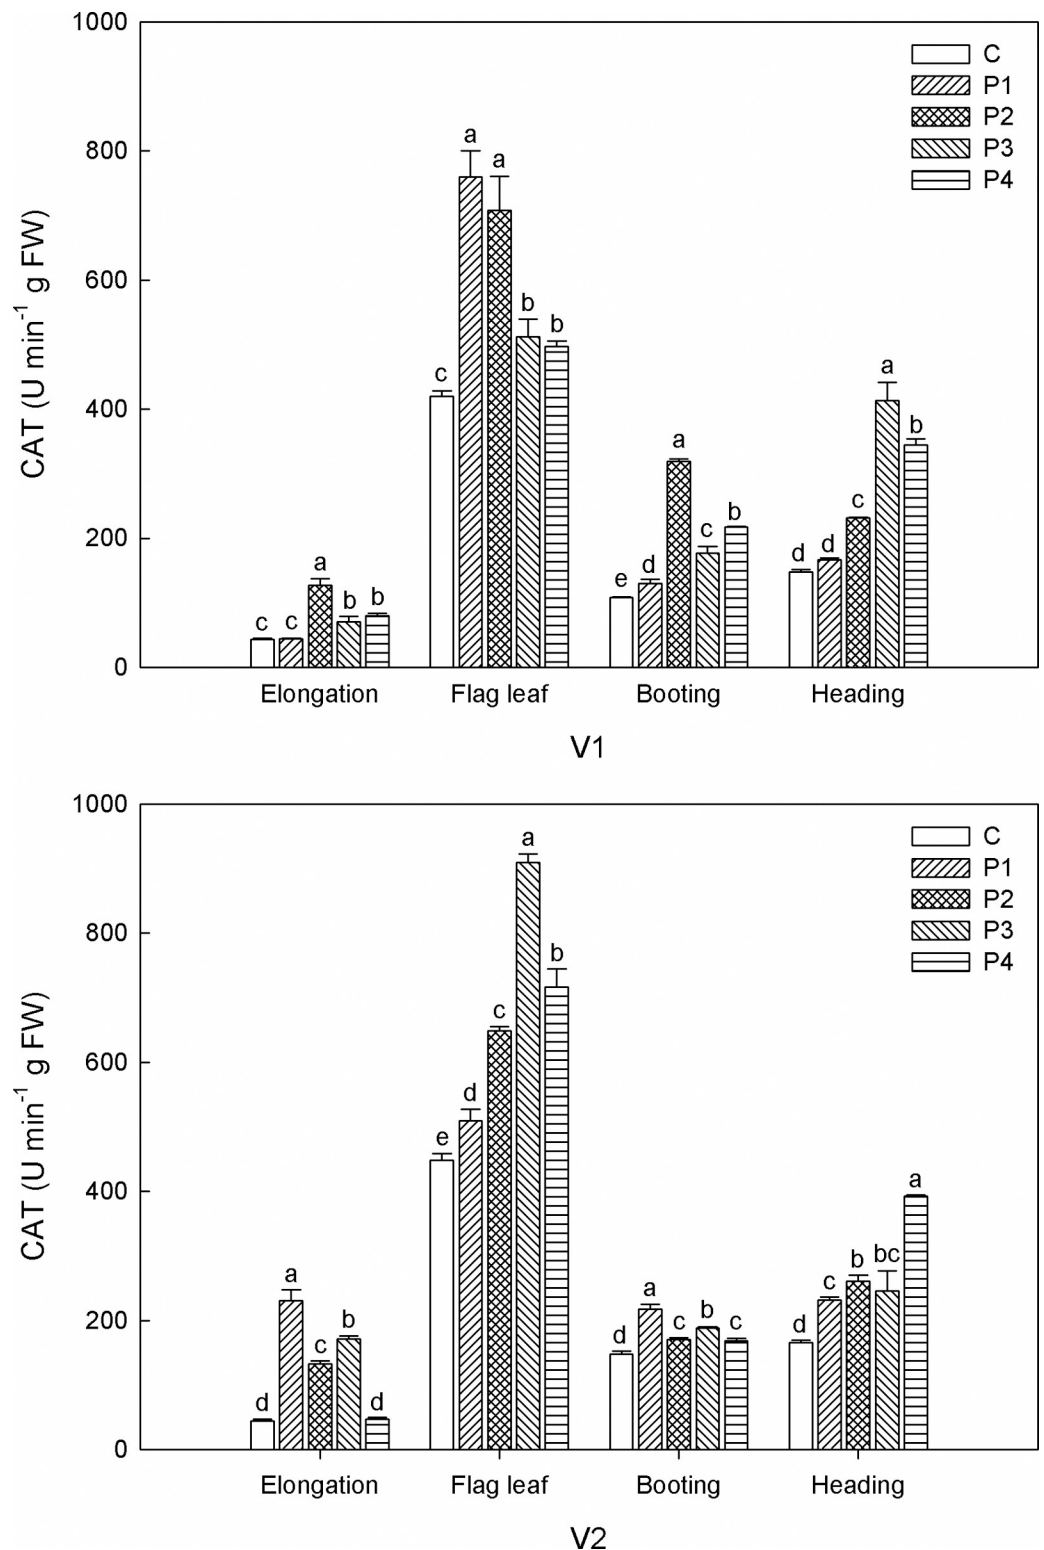 1000
800
600
400
200
0
CAT (U min⁻¹ g FW)
C
P1
P2
P3
P4
c c a b b
c a a b b
e d a c b
d d c a b
Elongation Flag leaf Booting Heading
V1
1000
800
600
400
200
0
CAT (U min⁻¹ g FW)
C
P1
P2
P3
P4
d a c b d
e d c a b
d a c b c
d c b bc a
Elongation Flag leaf Booting Heading
V2